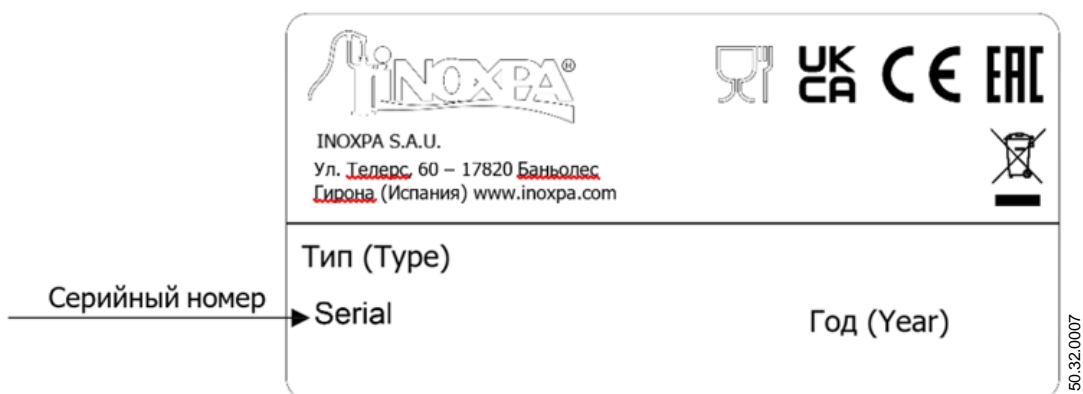 INOXPA®
UK
CA
CE
EAC
INOXPA S.A.U.
Ул. Телерс, 60 – 17820 Баньолес
Гирона (Испания) www.inoxpa.com
Тип (Type)
Серийный номер
Serial
Год (Year)
50.32.0007